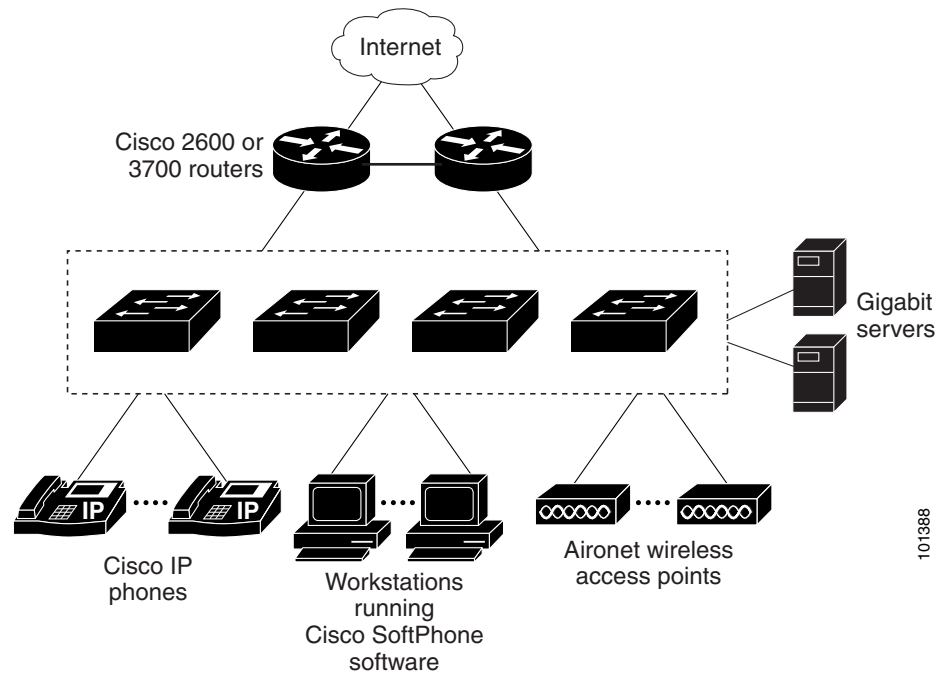 Internet
Cisco 2600 or
3700 routers
Gigabit
servers
IP
IP
Cisco IP
phones
Workstations
running
Cisco SoftPhone
software
Aironet wireless
access points
101388